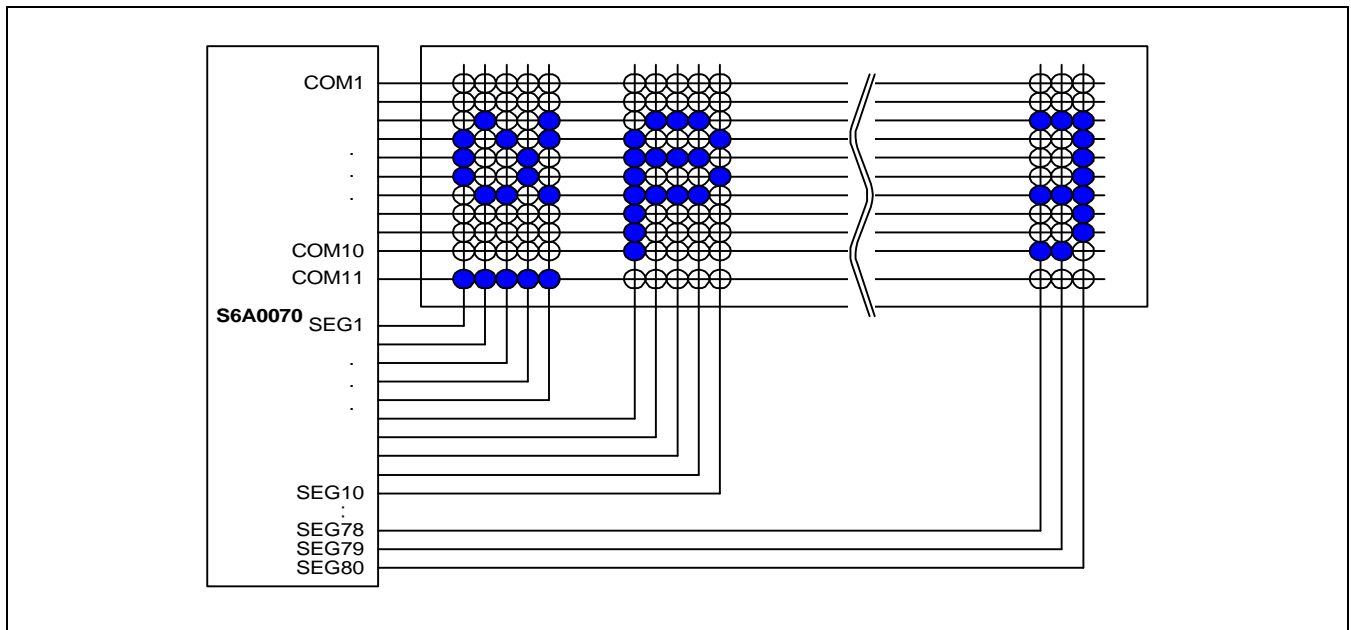 COM1
.
.
.
COM10
COM11
S6A0070
SEG1
.
.
.
SEG10
:
SEG78
SEG79
SEG80